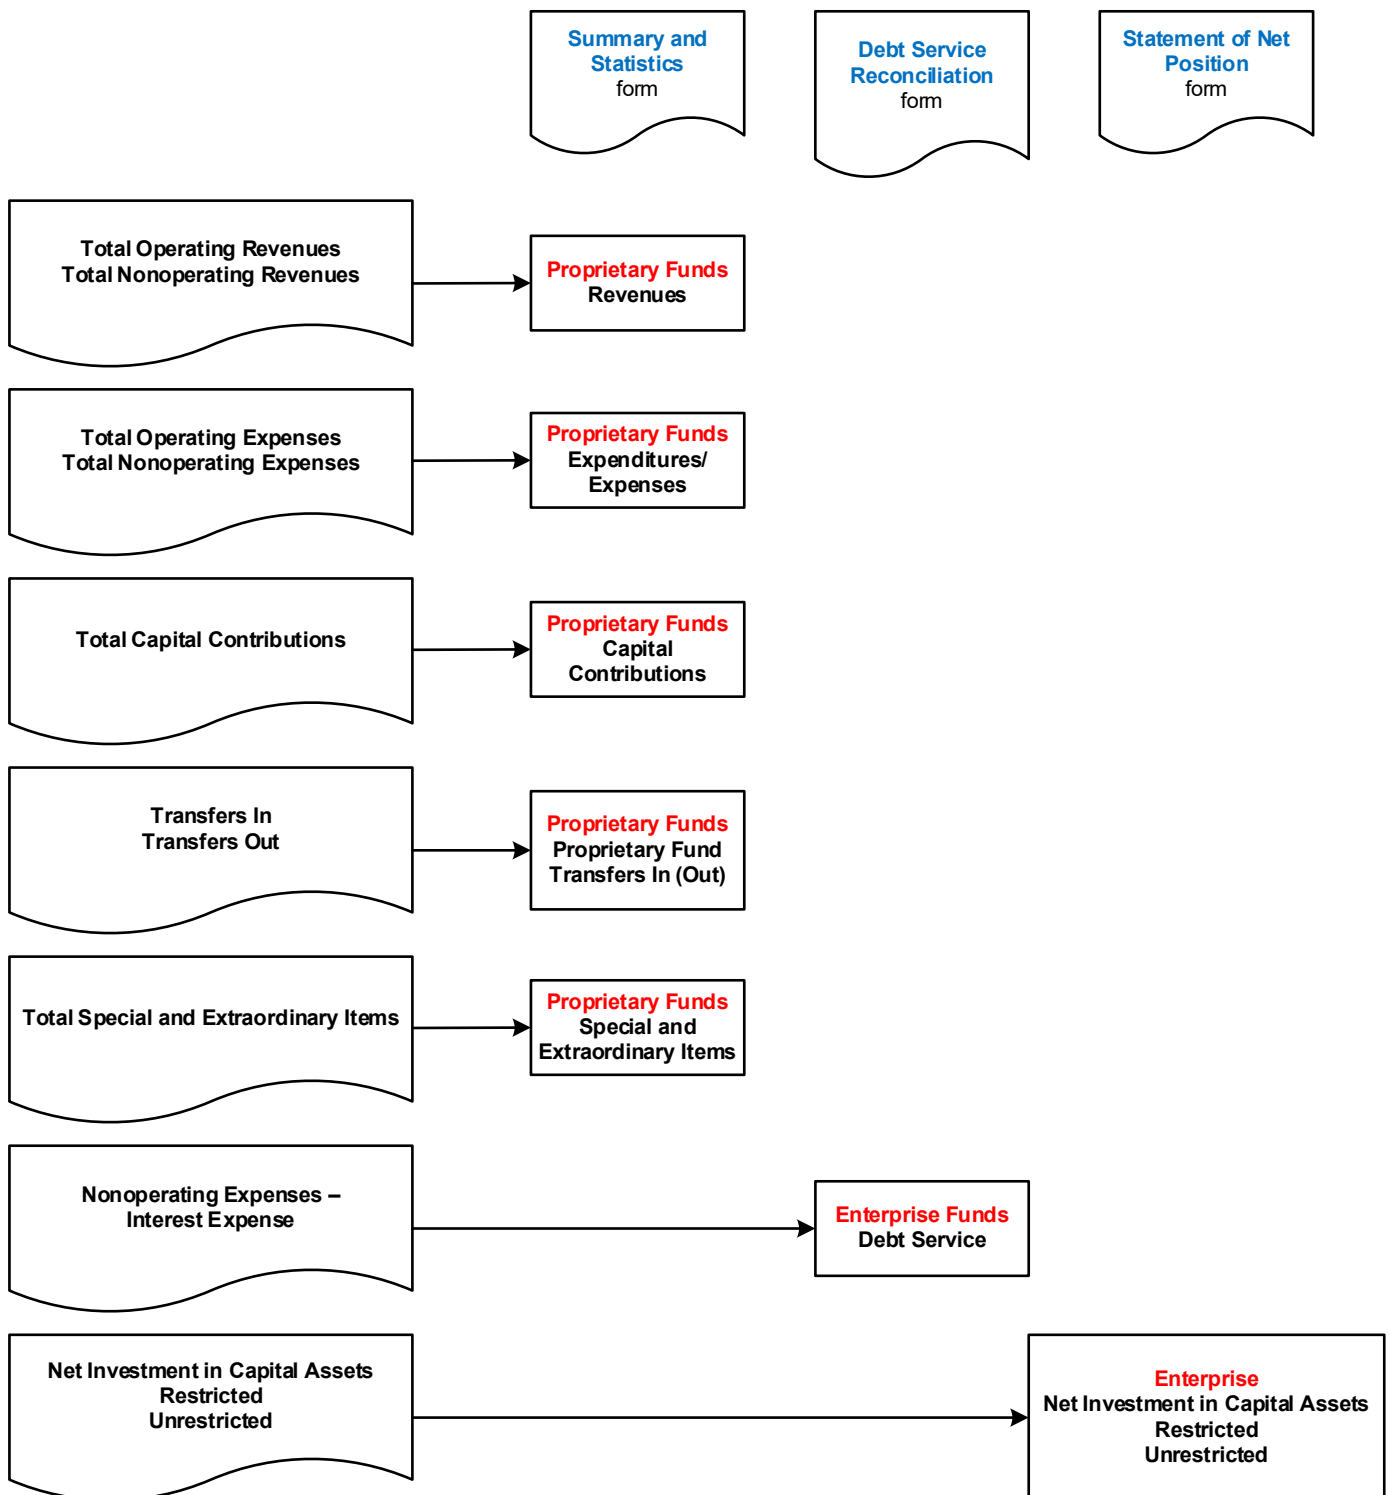 Summary and
Statistics
form
Debt Service
Reconciliation
form
Statement of Net
Position
form
Total Operating Revenues
Total Nonoperating Revenues
Proprietary Funds
Revenues
Total Operating Expenses
Total Nonoperating Expenses
Proprietary Funds
Expenditures/
Expenses
Total Capital Contributions
Proprietary Funds
Capital
Contributions
Transfers In
Transfers Out
Proprietary Funds
Proprietary Fund
Transfers In (Out)
Total Special and Extraordinary Items
Proprietary Funds
Special and
Extraordinary Items
Nonoperating Expenses –
Interest Expense
Enterprise Funds
Debt Service
Net Investment in Capital Assets
Restricted
Unrestricted
Enterprise
Net Investment in Capital Assets
Restricted
Unrestricted